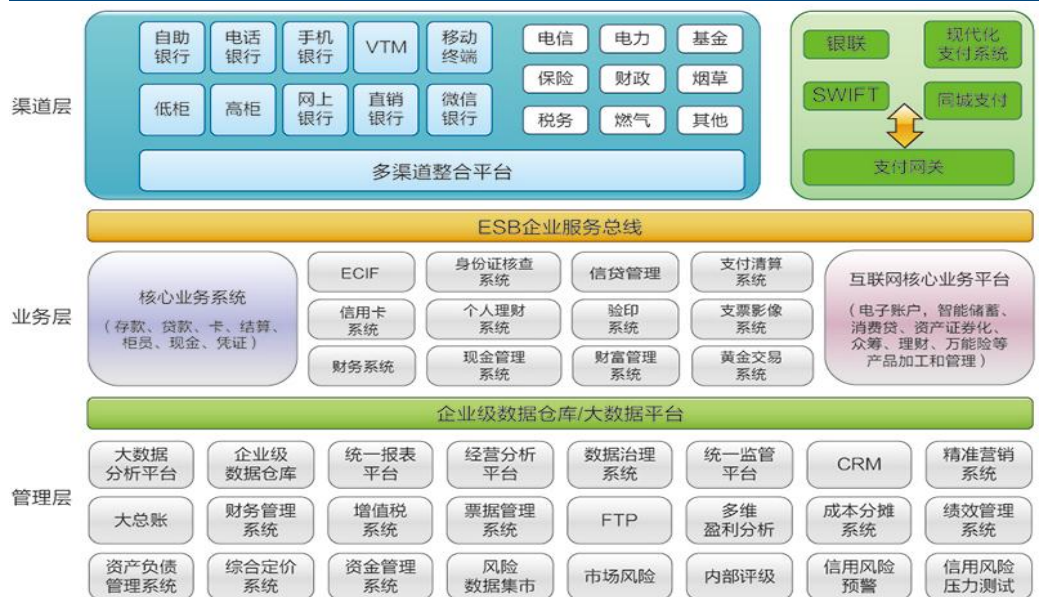 渠道层
自助
银行
电话
银行
手机
银行
VTM
移动
终端
低柜
高柜
网上
银行
直销
银行
微信
银行
电信
电力
基金
保险
财政
烟草
税务
燃气
其他
多渠道整合平台
银联
现代化
支付系统
SWIFT
同城支付
支付网关
ESB企业服务总线
业务层
核心业务系统
(存款、贷款、卡、结算、
柜员、现金、凭证)
ECIF
身份证核查
系统
信贷管理
支付清算
系统
信用卡
系统
个人理财
系统
验印
系统
支票影像
系统
财务系统
现金管理
系统
财富管理
系统
黄金交易
系统
互联网核心业务平台
(电子账户，智能储蓄、
消费贷、资产证券化、
众筹、理财、万能险等
产品加工和管理)
企业级数据仓库/大数据平台
管理层
大数据
分析平台
企业级
数据仓库
统一报表
平台
经营分析
平台
数据治理
系统
统一监管
平台
CRM
精准营销
系统
大总账
财务管理
系统
增值税
系统
票据管理
系统
FTP
多维
盈利分析
成本分摊
系统
绩效管理
系统
资产负债
管理系统
综合定价
系统
资金管理
系统
风险
数据集市
市场风险
内部评级
信用风险
预警
信用风险
压力测试